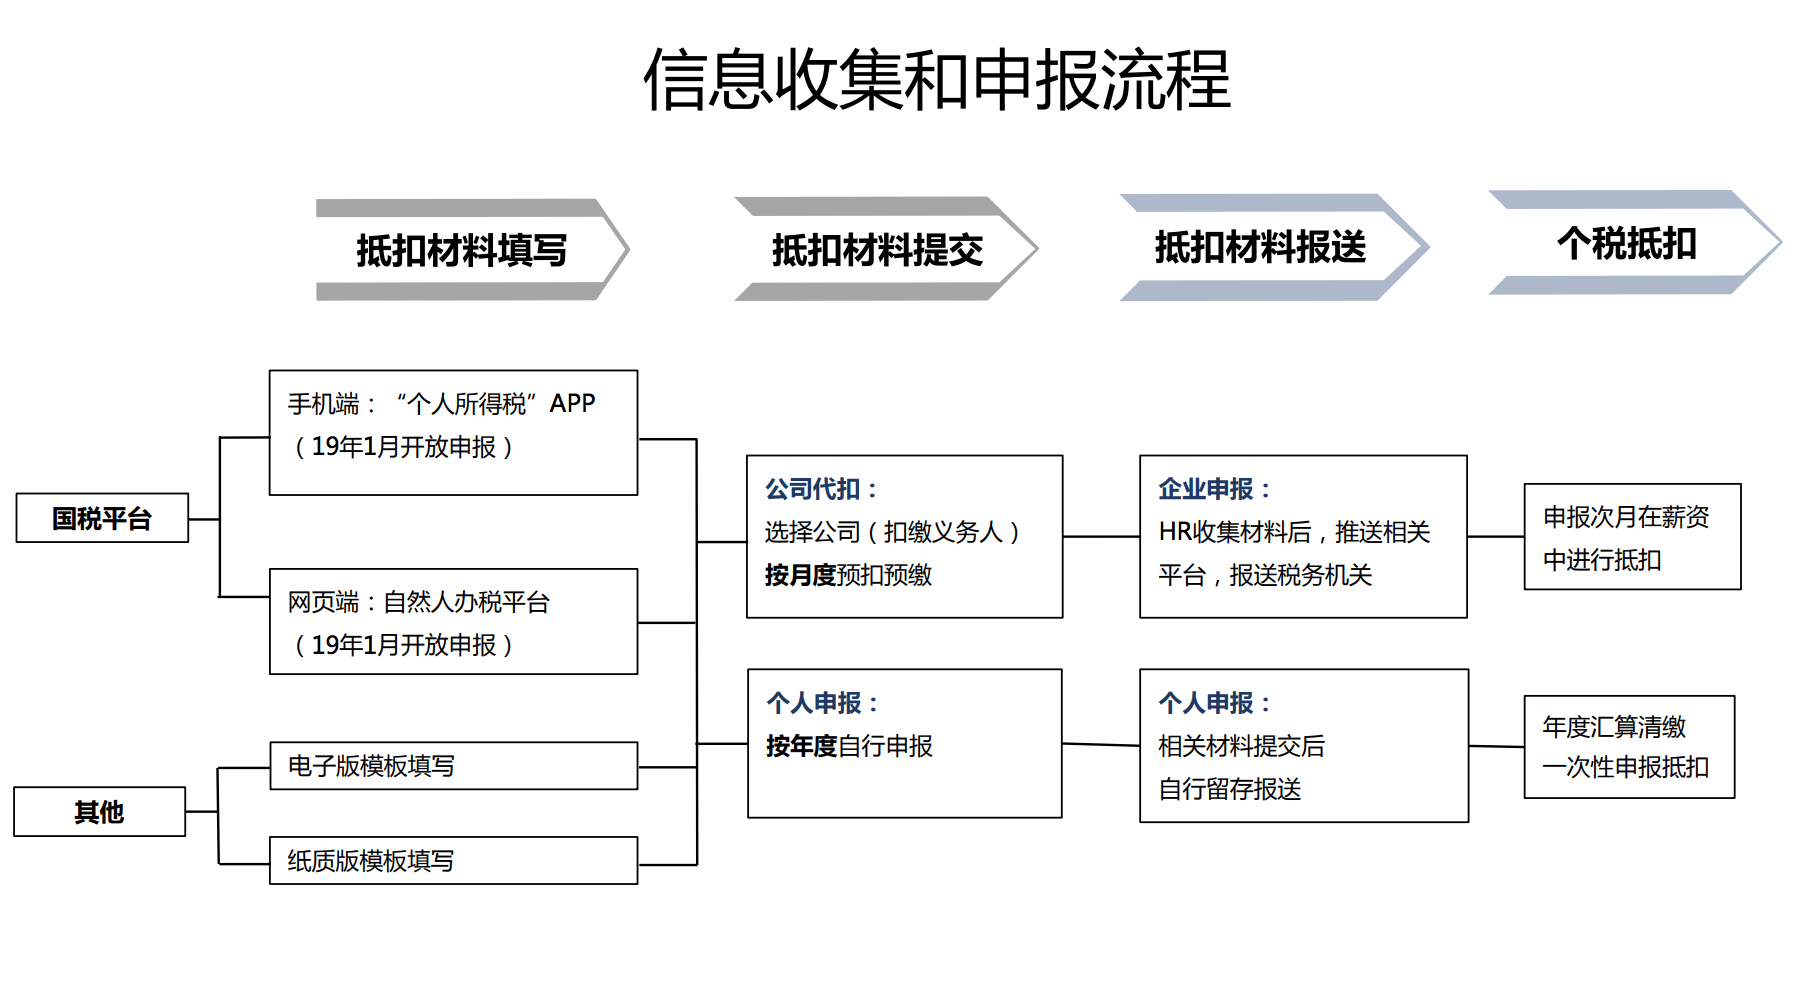 信息收集和申报流程
抵扣材料填写
抵扣材料提交
抵扣材料报送
个税抵扣
国税平台
手机端：“个人所得税”APP
（19年1月开放申报）
网页端：自然人办税平台
（19年1月开放申报）
其他
电子版模板填写
纸质版模板填写
公司代扣：
选择公司（扣缴义务人）
按月度预扣预缴
个人申报：
按年度自行申报
企业申报：
HR收集材料后，推送相关
平台，报送税务机关
个人申报：
相关材料提交后
自行留存报送
申报次月在薪资
中进行抵扣
年度汇算清缴
一次性申报抵扣